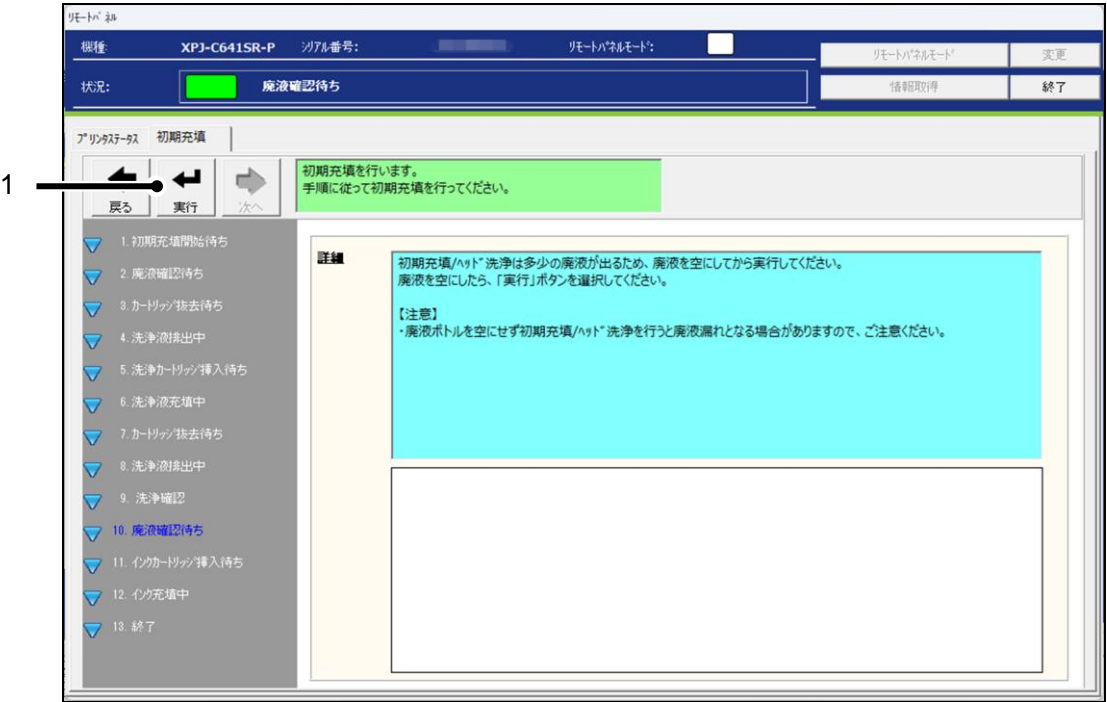 リモートパネル
機種: XPJ-C641SR-P シリアル番号: リモートパネルモード:
リモートパネルモード 変更
状況: 廃液確認待ち
情報取得 終了
プリンタステータス 初期充填
1
戻る 実行 次へ
初期充填を行います。
手順に従って初期充填を行ってください。
1. 初期充填開始待ち
2. 廃液確認待ち
3. カートリッジ抜去待ち
4. 洗浄液排出中
5. 洗浄カートリッジ挿入待ち
6. 洗浄液充填中
7. カートリッジ抜去待ち
8. 洗浄液排出中
9. 洗浄確認
10. 廃液確認待ち
11. インクカートリッジ挿入待ち
12. インク充填中
13. 終了
詳細
初期充填/ヘッド洗浄は多少の廃液が出るため、廃液を空にしてから実行してください。
廃液を空にしたら、「実行」ボタンを選択してください。
【注意】
・廃液ボトルを空にせず初期充填/ヘッド洗浄を行うと廃液漏れとなる場合がありますので、ご注意ください。